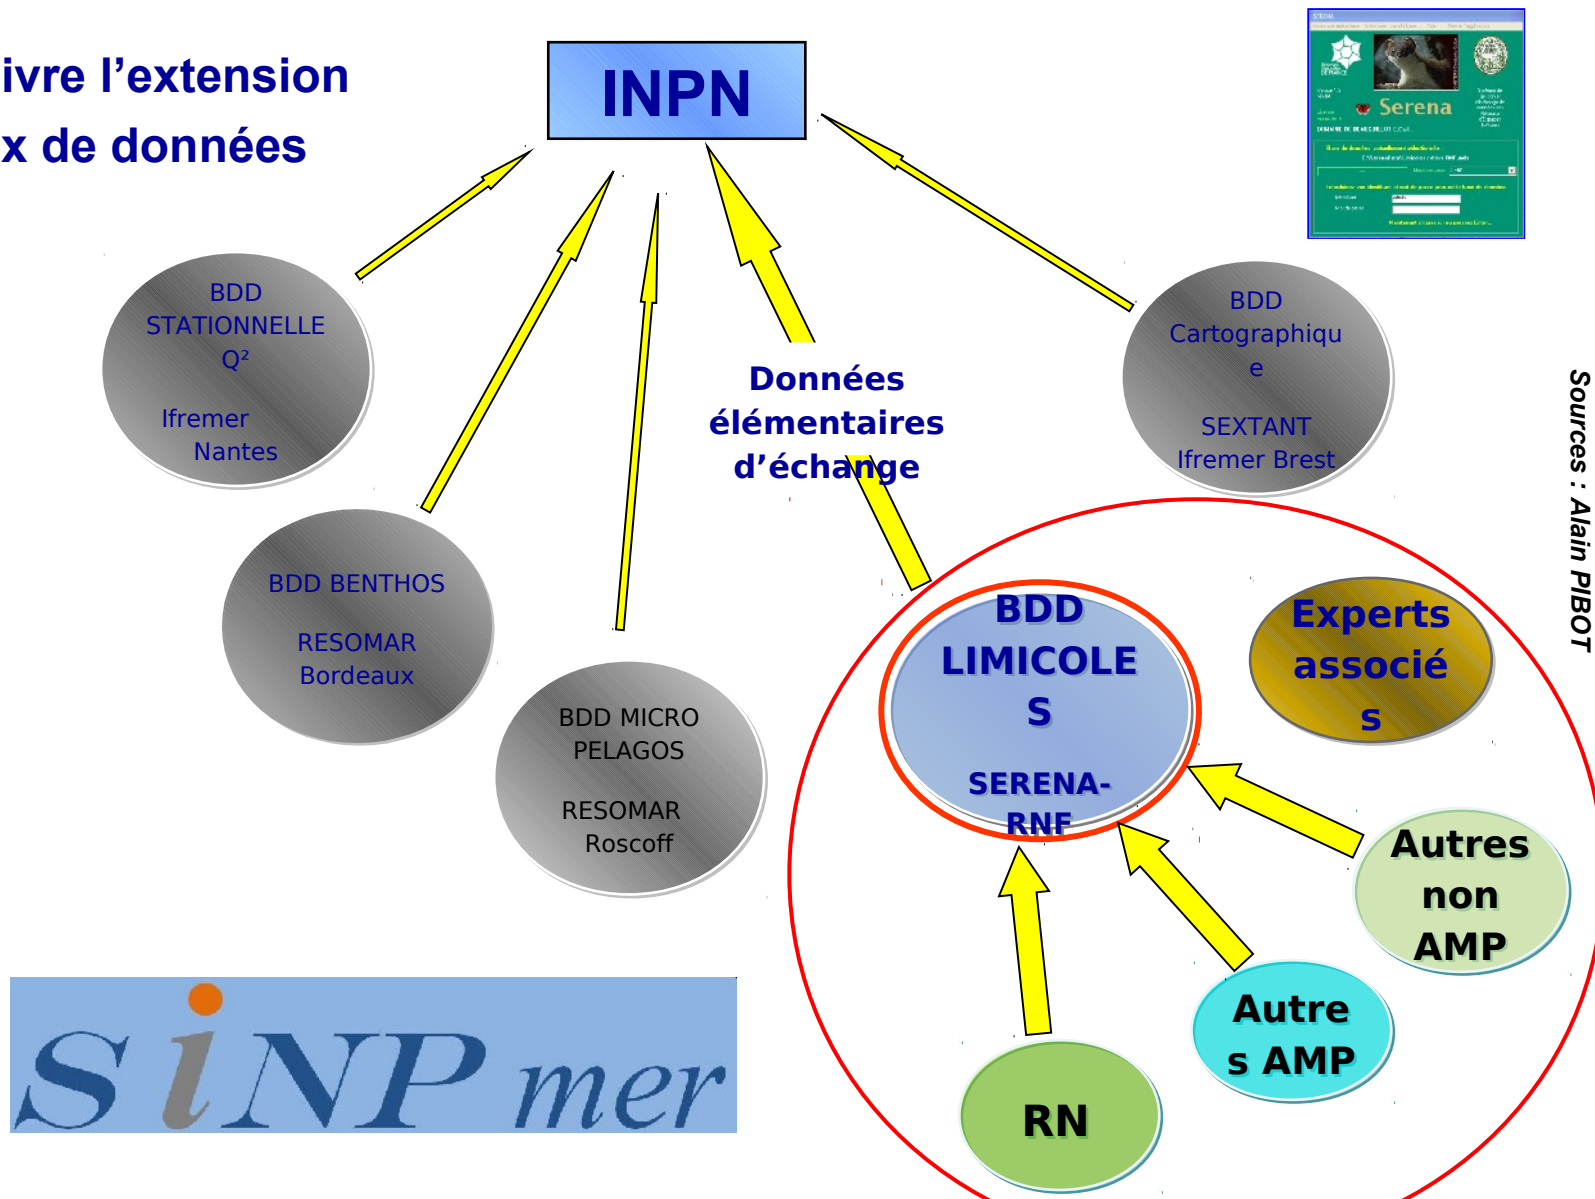 ivre l’extension
x de données
INPN
SERENA
Serena
BDD
STATIONNELLE
Q²
Ifremer
Nantes
BDD
Cartographiqu
e
SEXTANT
Ifremer Brest
Données
élémentaires
d’échange
Sources : Alain PIBOT
BDD BENTHOS
RESOMAR
Bordeaux
BDD MICRO
PELAGOS
RESOMAR
Roscoff
BDD
LIMICOLE
S
SERENA-
RNF
Experts
associé
s
Autres
non
AMP
Autre
s AMP
RN
SiNP mer